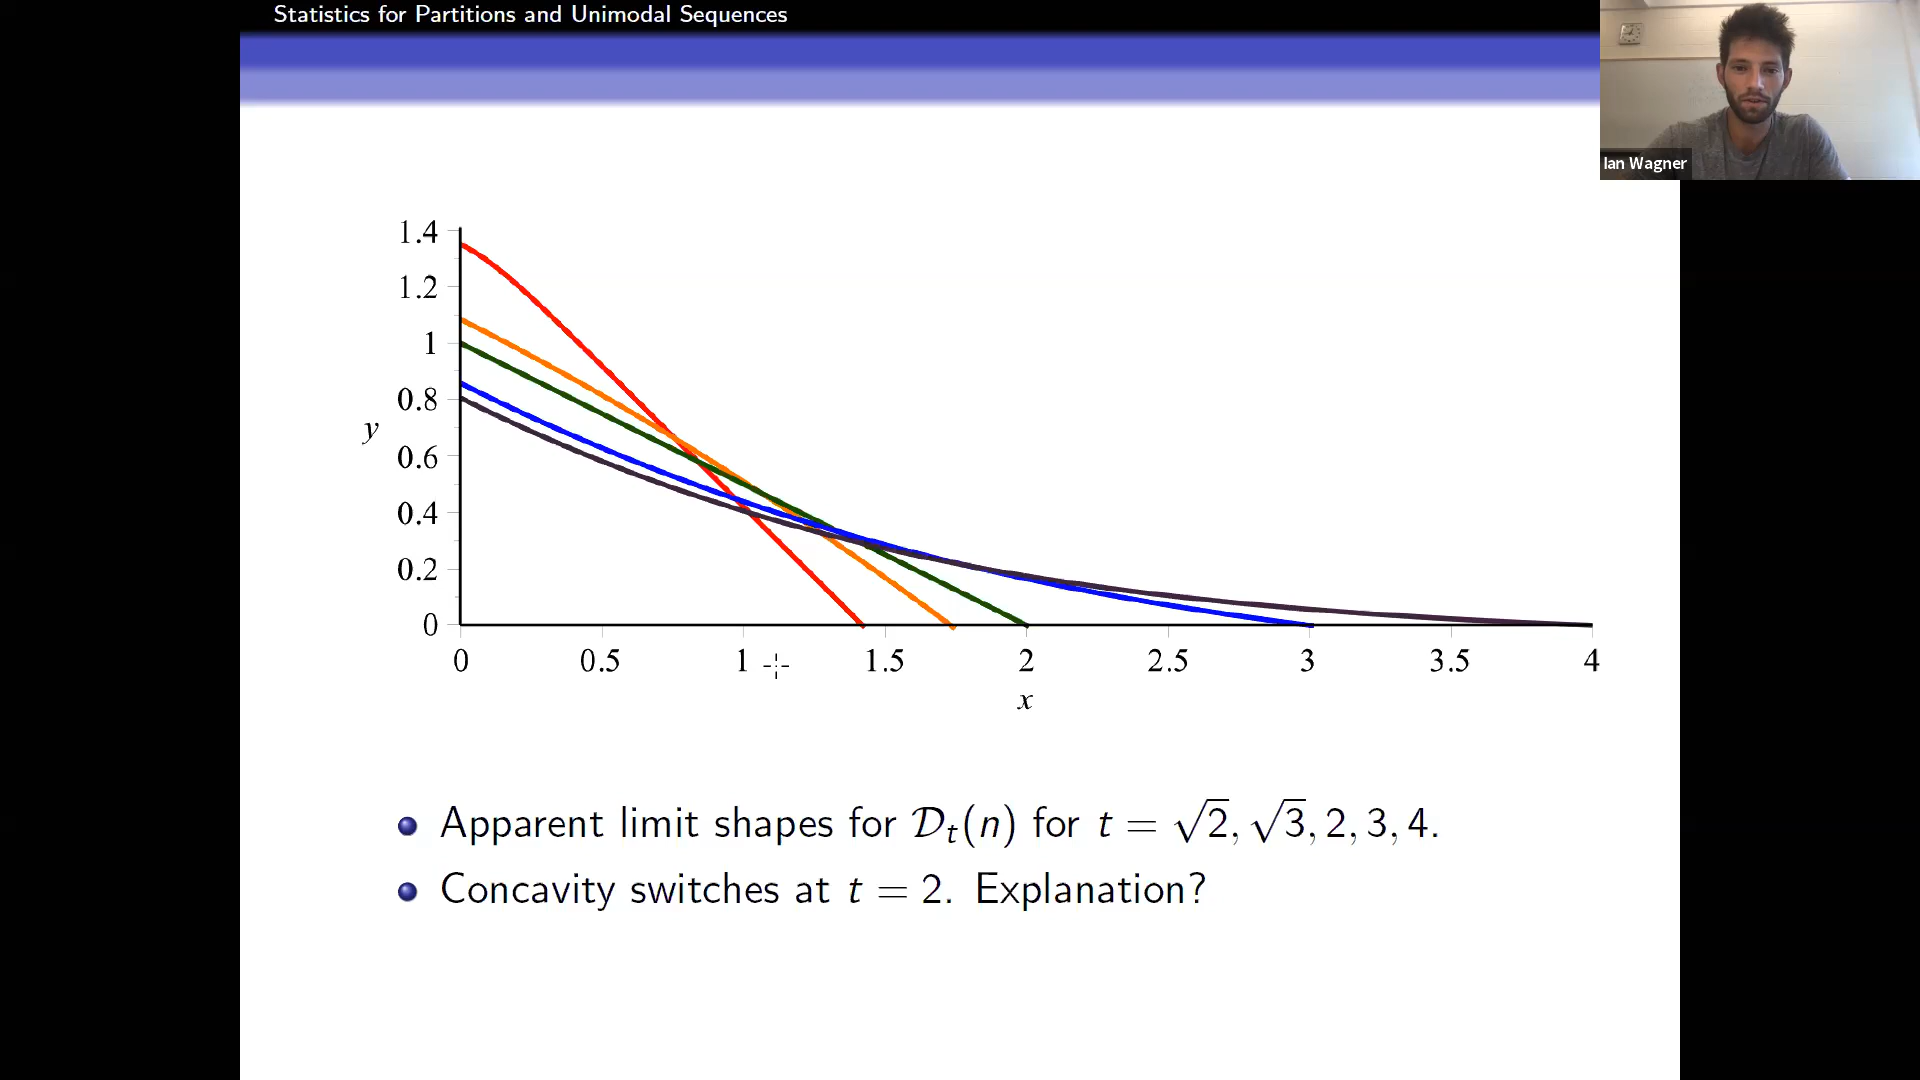 Statistics for Partitions and Unimodal Sequences
Ian Wagner
1.4
1.2
1
0.8
y
0.6
0.4
0.2
0
0 0.5 1 1.5 2 2.5 3 3.5 4
x
Apparent limit shapes for 𝒟ₜ(n) for t = √2, √3, 2, 3, 4.
Concavity switches at t = 2. Explanation?